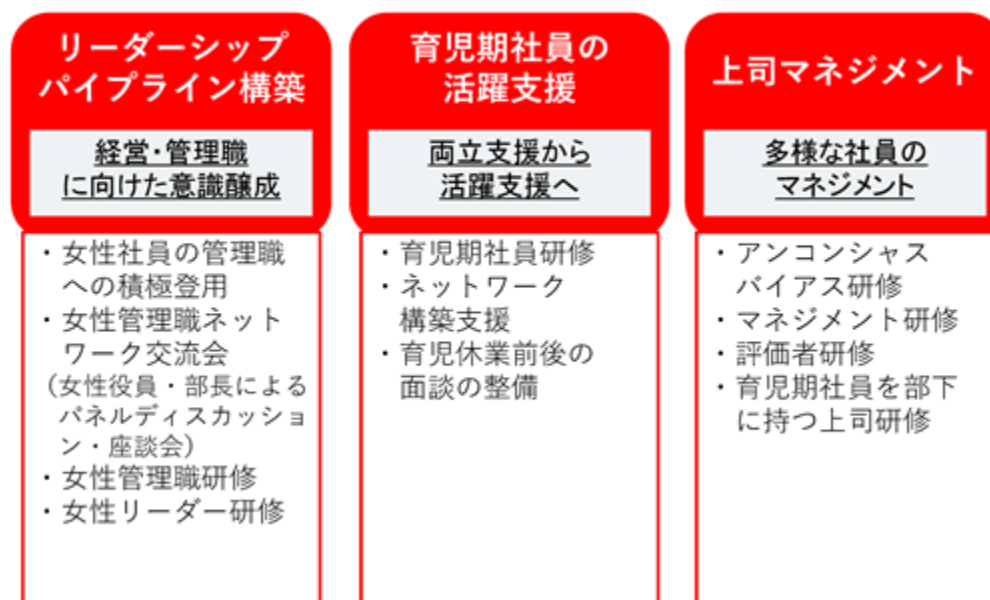 リーダーシップ
パイプライン構築
経営・管理職
に向けた意識醸成
・女性社員の管理職
への積極登用
・女性管理職ネット
ワーク交流会
（女性役員・部長による
パネルディスカッショ
ン・座談会）
・女性管理職研修
・女性リーダー研修
育児期社員の
活躍支援
両立支援から
活躍支援へ
・育児期社員研修
・ネットワーク
構築支援
・育児休業前後の
面談の整備
上司マネジメント
多様な社員の
マネジメント
・アンコンシャス
バイアス研修
・マネジメント研修
・評価者研修
・育児期社員を部下
に持つ上司研修